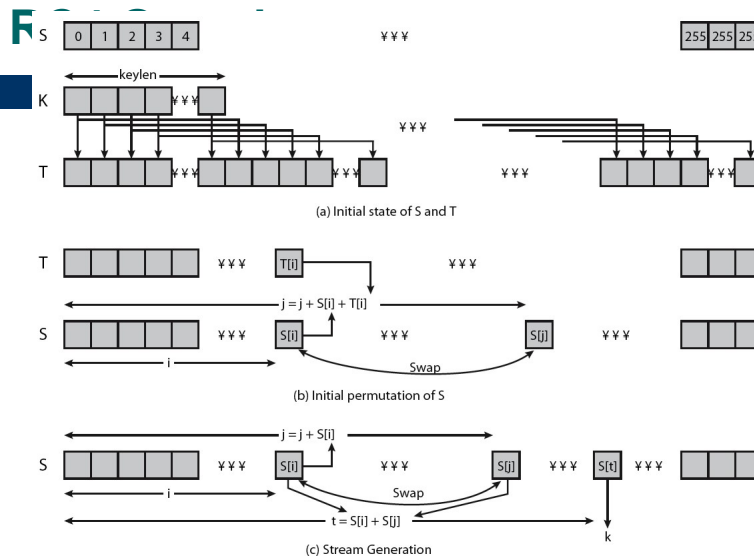 S 0 1 2 3 4 ¥ ¥ ¥ 255 255 25
keylen
K ¥ ¥ ¥
¥ ¥ ¥
T ¥ ¥ ¥ ¥ ¥ ¥ ¥ ¥ ¥ ¥ ¥ ¥
(a) Initial state of S and T
T ¥ ¥ ¥ T[i] ¥ ¥ ¥
j = j + S[i] + T[i]
S ¥ ¥ ¥ S[i] ¥ ¥ ¥ S[j] ¥ ¥ ¥
i Swap
(b) Initial permutation of S
j = j + S[i]
S ¥ ¥ ¥ S[i] ¥ ¥ ¥ S[j] ¥ ¥ ¥ S[t] ¥ ¥ ¥
i Swap
t = S[i] + S[j]
k
(c) Stream Generation